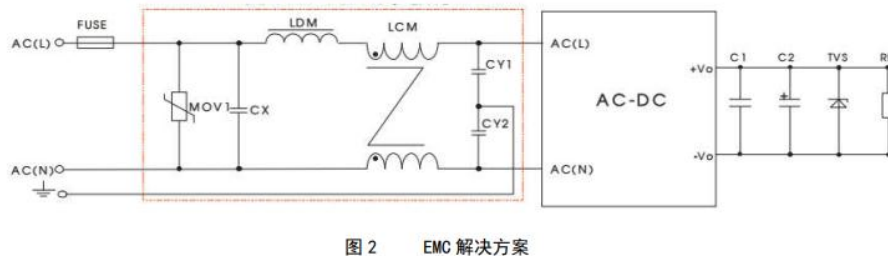 FUSE
LDM
LCM
AC(L)
AC(L)
CY1
+Vo
C1
C2
TVS
MOV1
CX
AC-DC
CY2
AC(N)
AC(N)
-Vo
图 2 EMC 解决方案